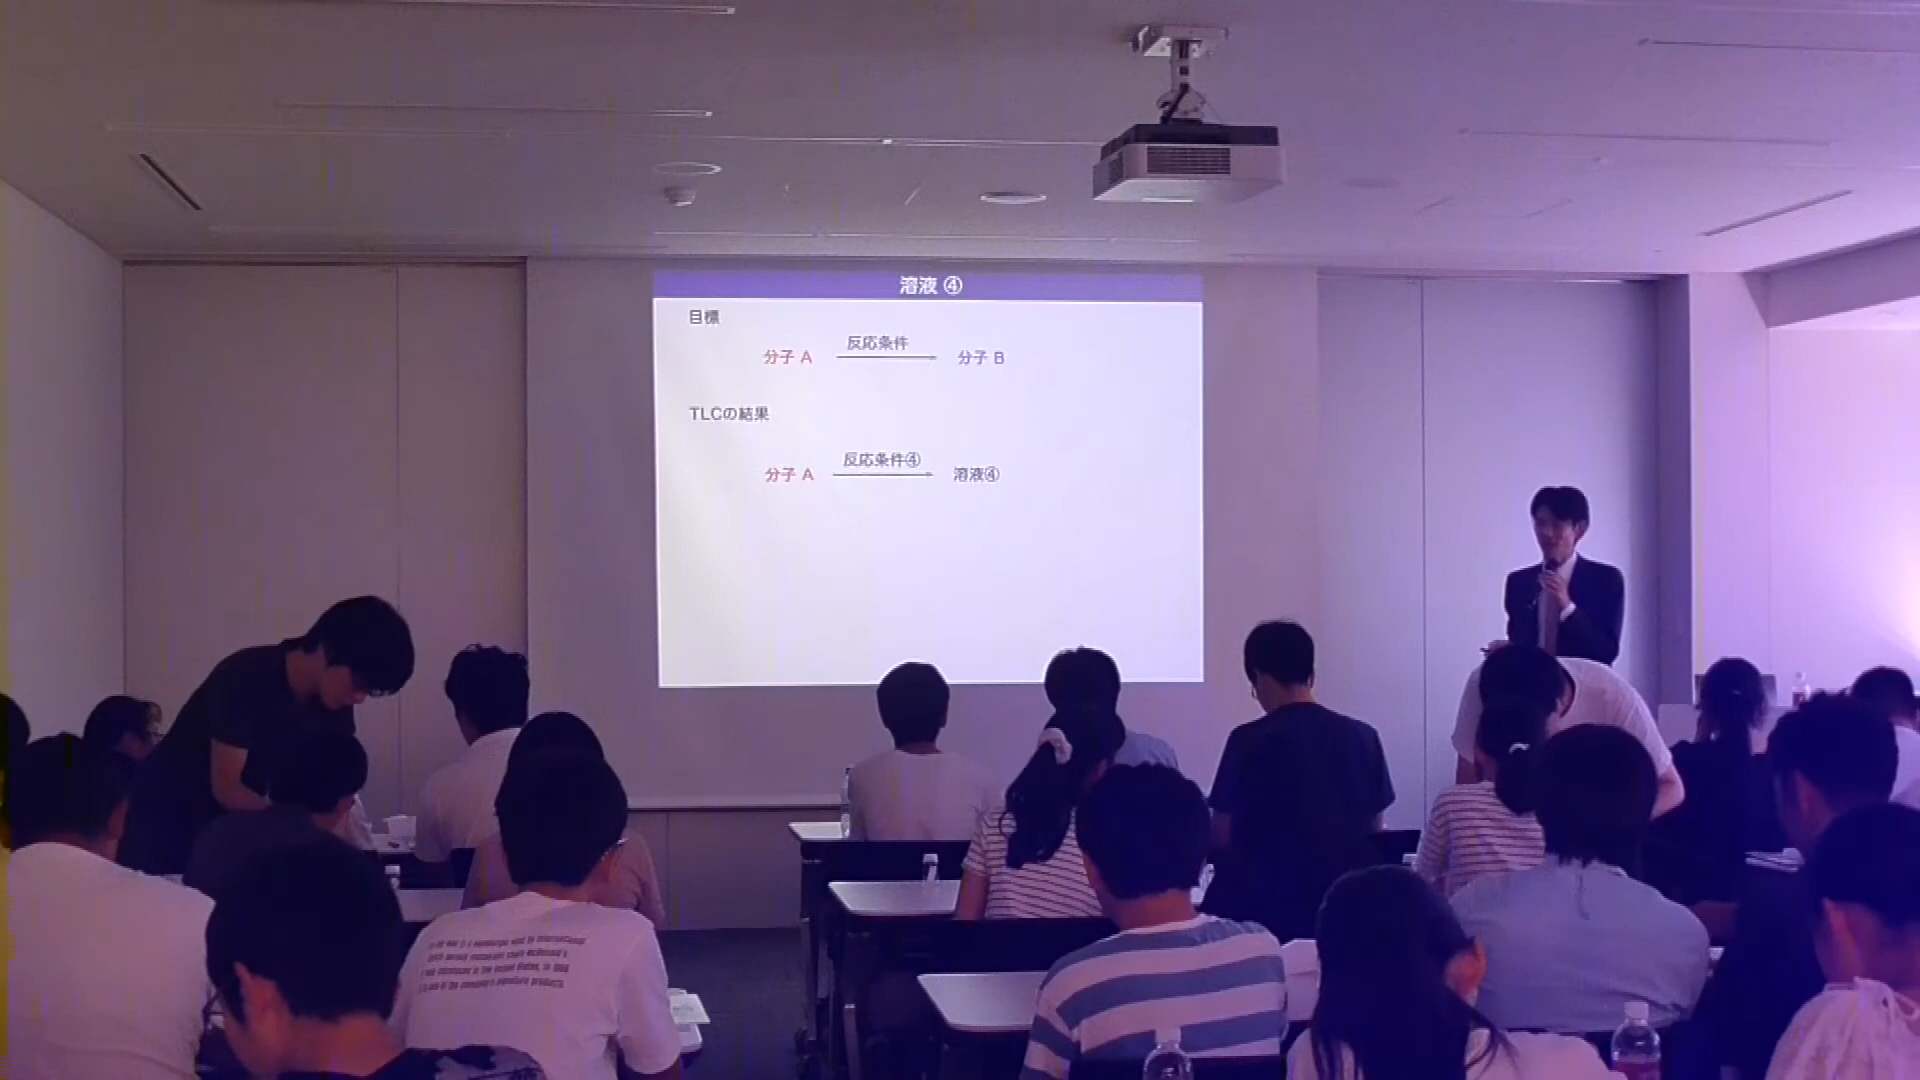 溶液 ④
目標
反応条件
分子 A
分子 B
TLCの結果
反応条件④
分子 A
溶液④